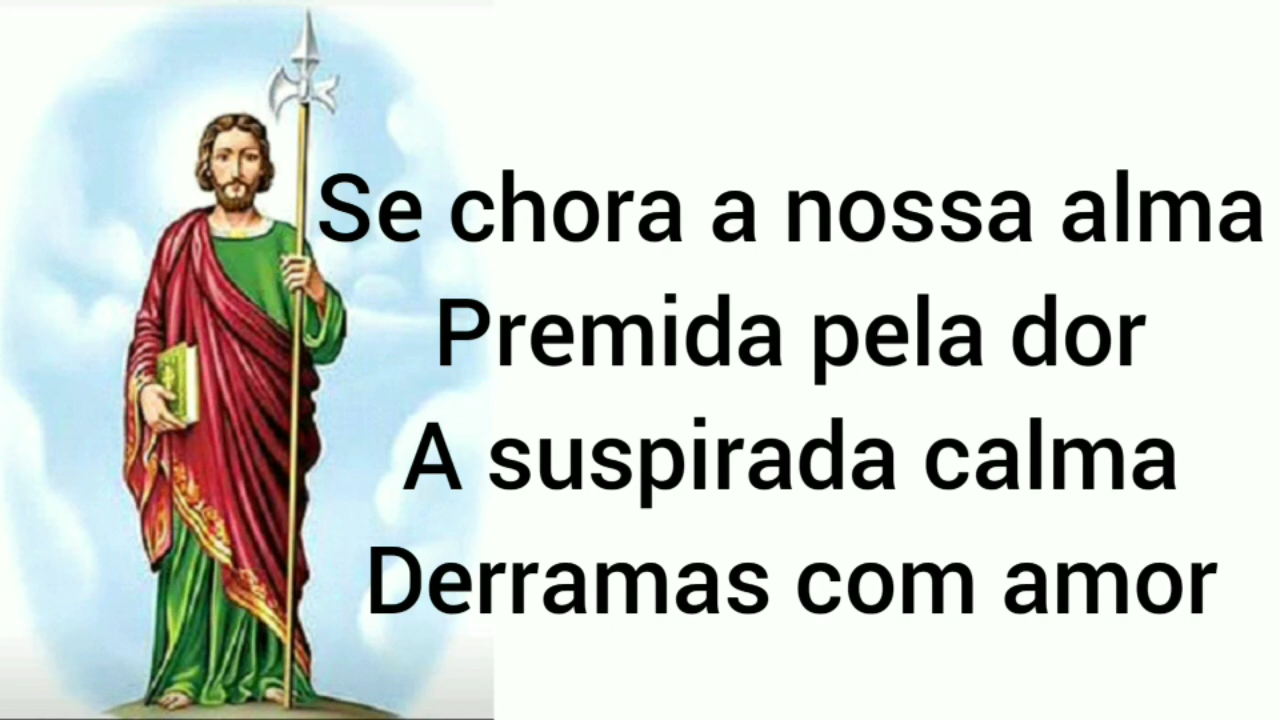 Se chora a nossa alma
Premida pela dor
A suspirada calma
Derramas com amor